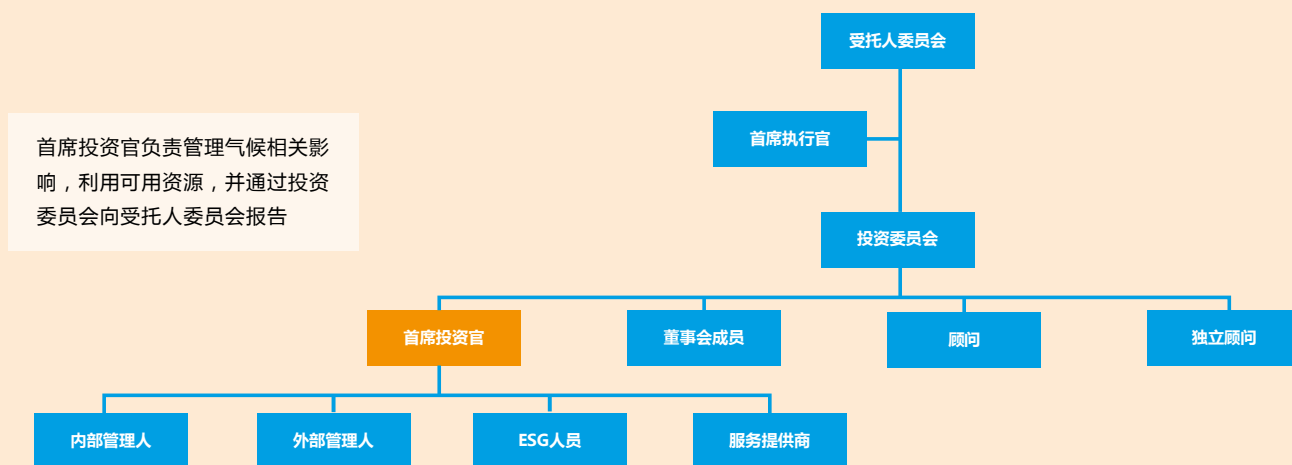 受托人委员会
首席执行官
首席投资官负责管理气候相关影
响，利用可用资源，并通过投资
委员会向受托人委员会报告
投资委员会
首席投资官
董事会成员
顾问
独立顾问
内部管理人
外部管理人
ESG人员
服务提供商